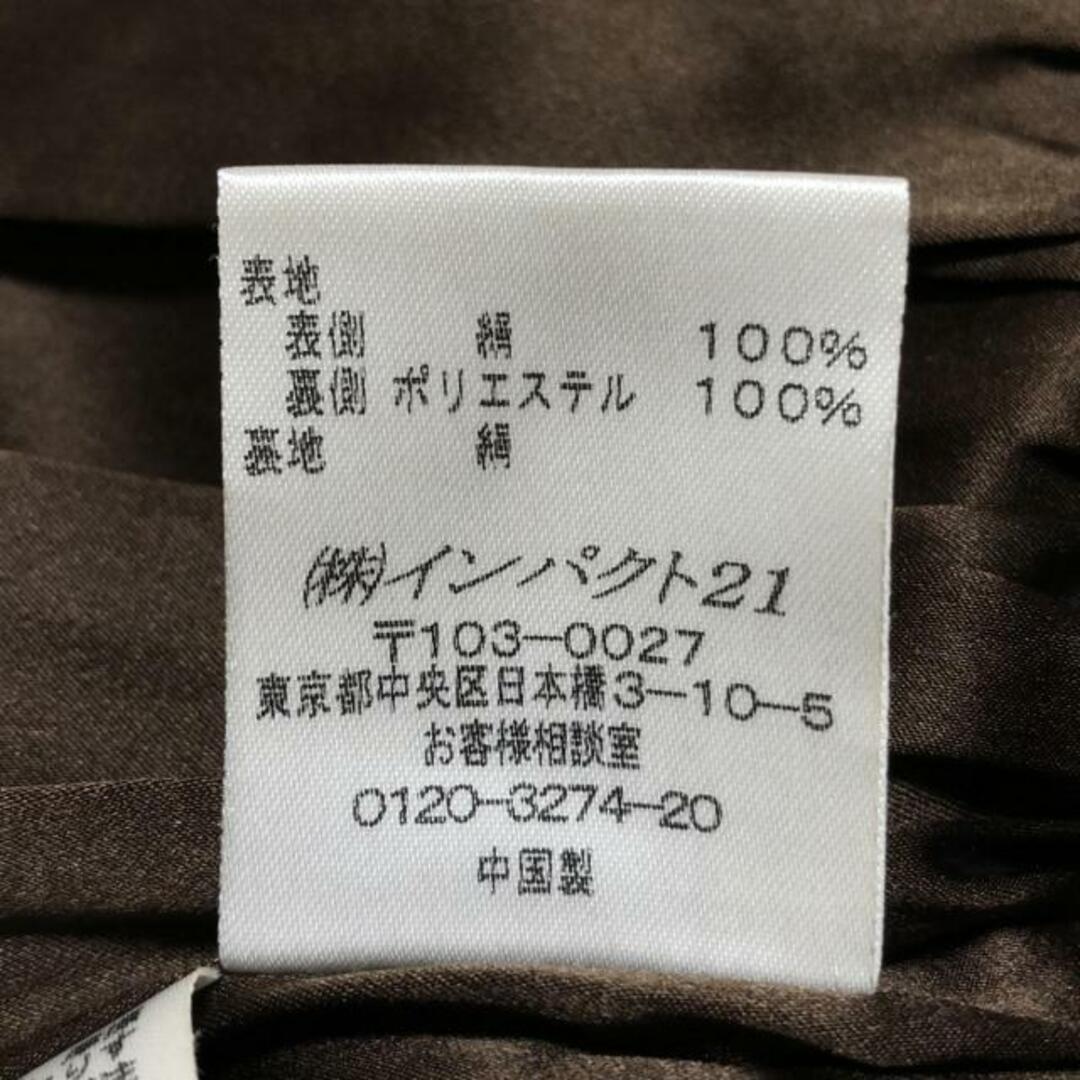 表地
表側 絹 100%
裏側 ポリエステル 100%
裏地 絹
㈱インパクト21
〒103-0027
東京都中央区日本橋3-10-5
お客様相談室
0120-3274-20
中国製